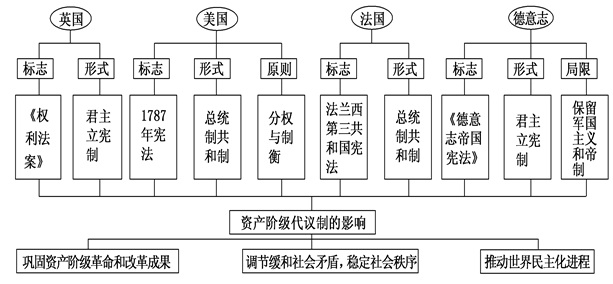 英国
美国
法国
德意志
标志
形式
标志
形式
原则
标志
形式
标志
形式
局限
《权
利法
案》
君主
立宪
制
1787
年宪
法
总统
制共
和制
分权
与制
衡
法兰西
第三共
和国宪
法
总统
制共
和制
《德意
志帝国
宪法》
君主
立宪
制
保留
军国
主义
和帝
制
资产阶级代议制的影响
巩固资产阶级革命和改革成果
调节缓和社会矛盾，稳定社会秩序
推动世界民主化进程